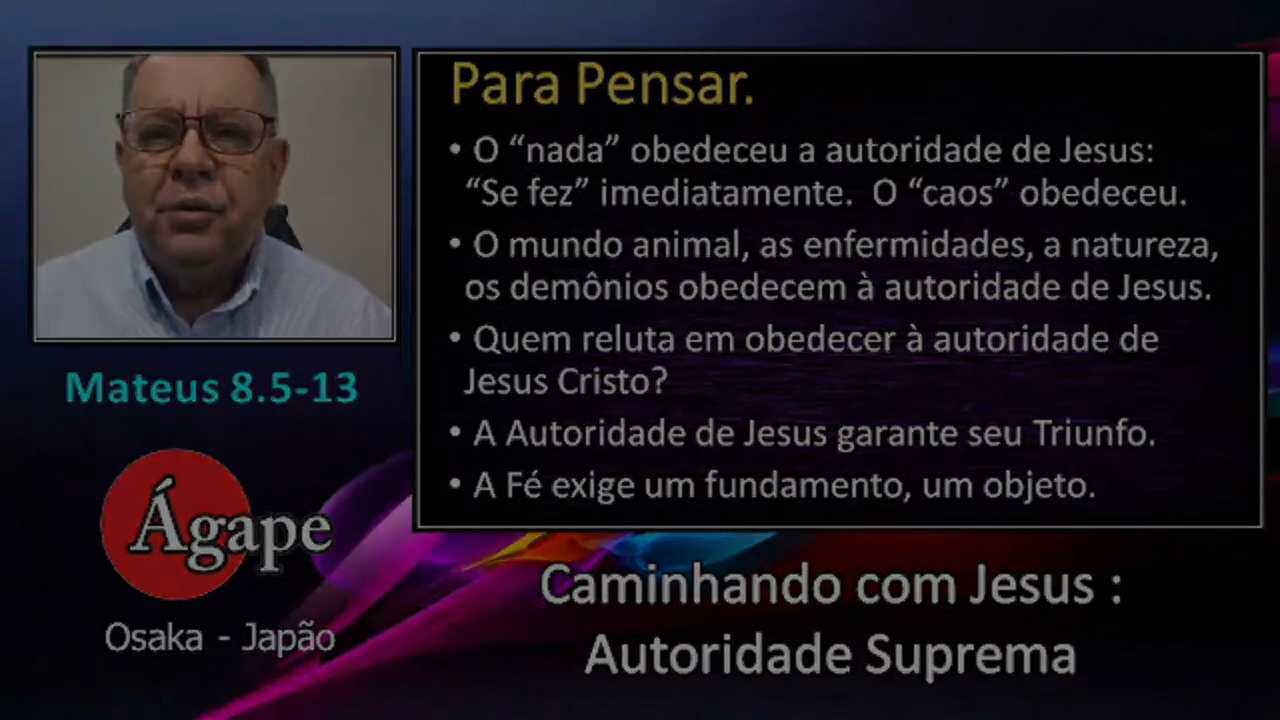 Para Pensar.
• O “nada” obedeceu a autoridade de Jesus:
“Se fez” imediatamente.  O “caos” obedeceu.
• O mundo animal, as enfermidades, a natureza,
os demônios obedecem à autoridade de Jesus.
• Quem reluta em obedecer à autoridade de
Jesus Cristo?
• A Autoridade de Jesus garante seu Triunfo.
• A Fé exige um fundamento, um objeto.
Mateus 8.5-13
Ágape
Osaka - Japão
Caminhando com Jesus :
Autoridade Suprema